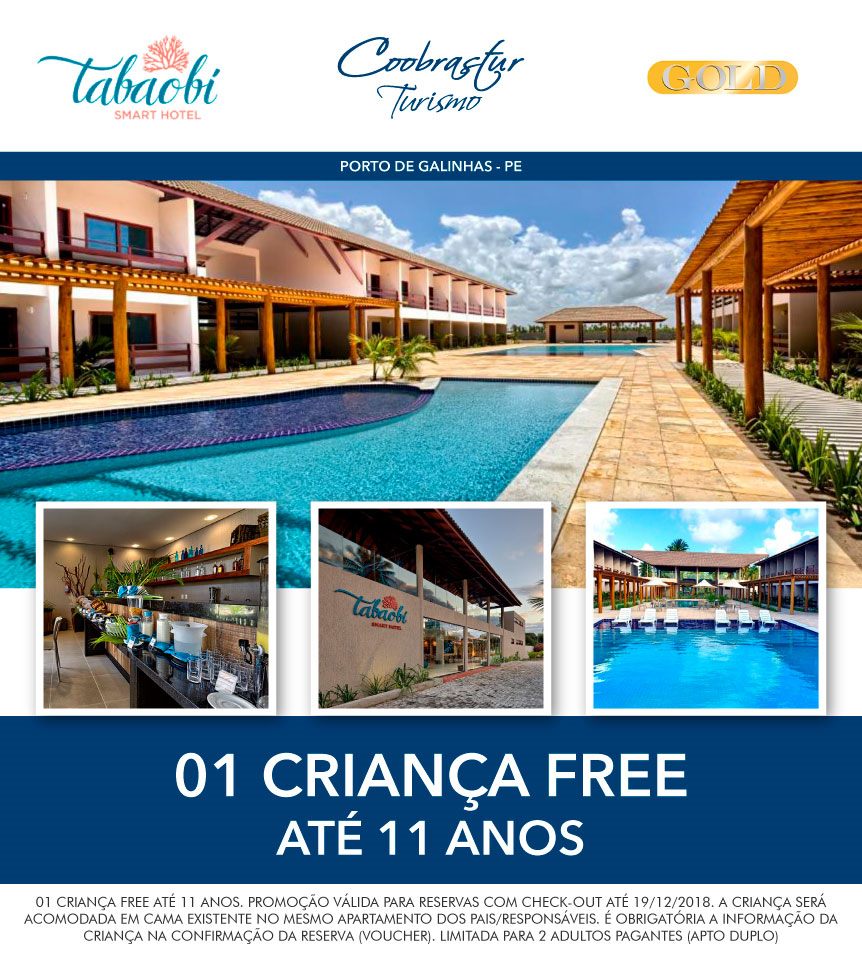 Tabaobí
SMART HOTEL
Coobrastur
Turismo
GOLD
PORTO DE GALINHAS - PE
tabaobí
SMART HOTEL
01 CRIANÇA FREE
ATÉ 11 ANOS
01 CRIANÇA FREE ATÉ 11 ANOS. PROMOÇÃO VÁLIDA PARA RESERVAS COM CHECK-OUT ATÉ 19/12/2018. A CRIANÇA SERÁ
ACOMODADA EM CAMA EXISTENTE NO MESMO APARTAMENTO DOS PAIS/RESPONSÁVEIS. É OBRIGATÓRIA A INFORMAÇÃO DA
CRIANÇA NA CONFIRMAÇÃO DA RESERVA (VOUCHER). LIMITADA PARA 2 ADULTOS PAGANTES (APTO DUPLO)